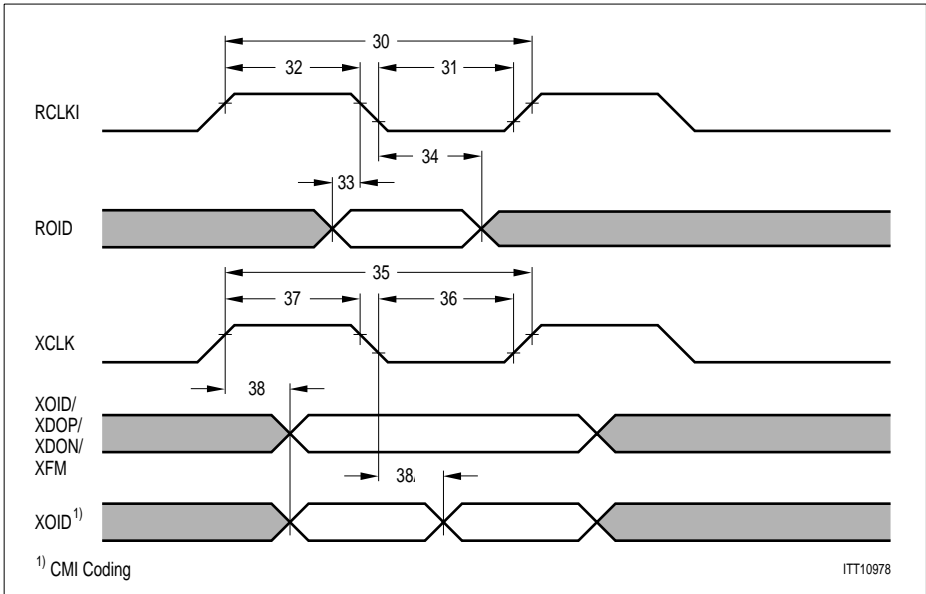 30
32
31
RCLKI
34
33
ROID
35
37
36
XCLK
38
XOID/
XDOP/
XDON/
XFM
38
XOID1)
1) CMI Coding
ITT10978